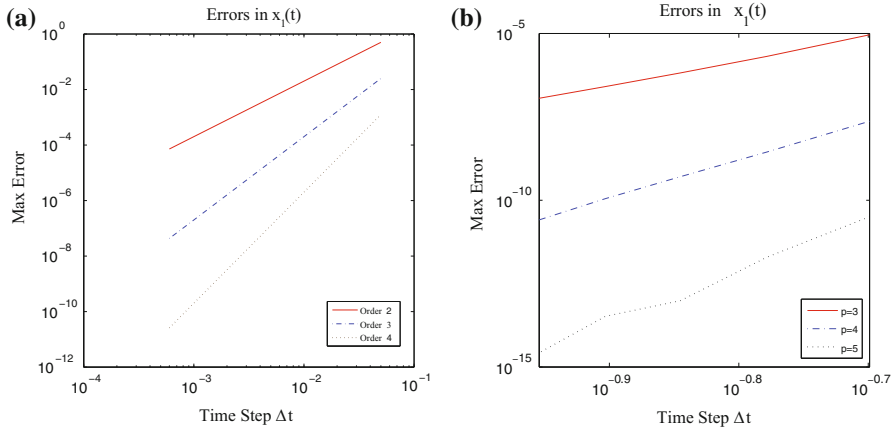 (a)
Errors in x₁(t)
Max Error
10⁰
10⁻²
10⁻⁴
10⁻⁶
10⁻⁸
10⁻¹⁰
10⁻¹²
Order 2
Order 3
Order 4
10⁻⁴
10⁻³
10⁻²
10⁻¹
Time Step Δt
(b)
Errors in x₁(t)
Max Error
10⁻⁵
10⁻¹⁰
10⁻¹⁵
p=3
p=4
p=5
10⁻⁰·⁹
10⁻⁰·⁸
10⁻⁰·⁷
Time Step Δt